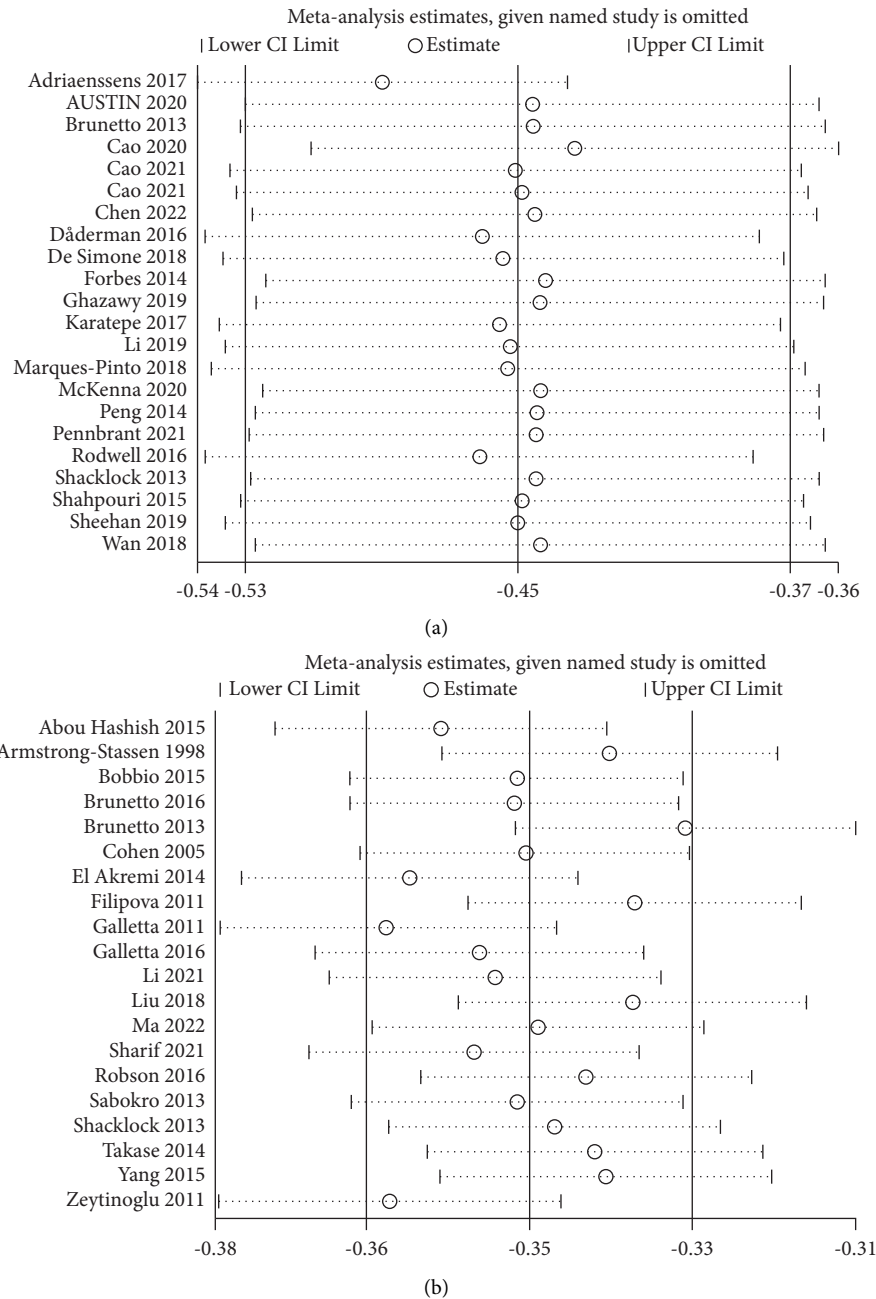 Meta-analysis estimates, given named study is omitted
| Lower CI Limit ○ Estimate | Upper CI Limit
Adriaenssens 2017
AUSTIN 2020
Brunetto 2013
Cao 2020
Cao 2021
Cao 2021
Chen 2022
Dåderman 2016
De Simone 2018
Forbes 2014
Ghazawy 2019
Karatepe 2017
Li 2019
Marques-Pinto 2018
McKenna 2020
Peng 2014
Pennbrant 2021
Rodwell 2016
Shacklock 2013
Shahpouri 2015
Sheehan 2019
Wan 2018
-0.54 -0.53 -0.45 -0.37 -0.36
(a)
Meta-analysis estimates, given named study is omitted
| Lower CI Limit ○ Estimate | Upper CI Limit
Abou Hashish 2015
Armstrong-Stassen 1998
Bobbio 2015
Brunetto 2016
Brunetto 2013
Cohen 2005
El Akremi 2014
Filipova 2011
Galletta 2011
Galletta 2016
Li 2021
Liu 2018
Ma 2022
Sharif 2021
Robson 2016
Sabokro 2013
Shacklock 2013
Takase 2014
Yang 2015
Zeytinoglu 2011
-0.38 -0.36 -0.35 -0.33 -0.31
(b)